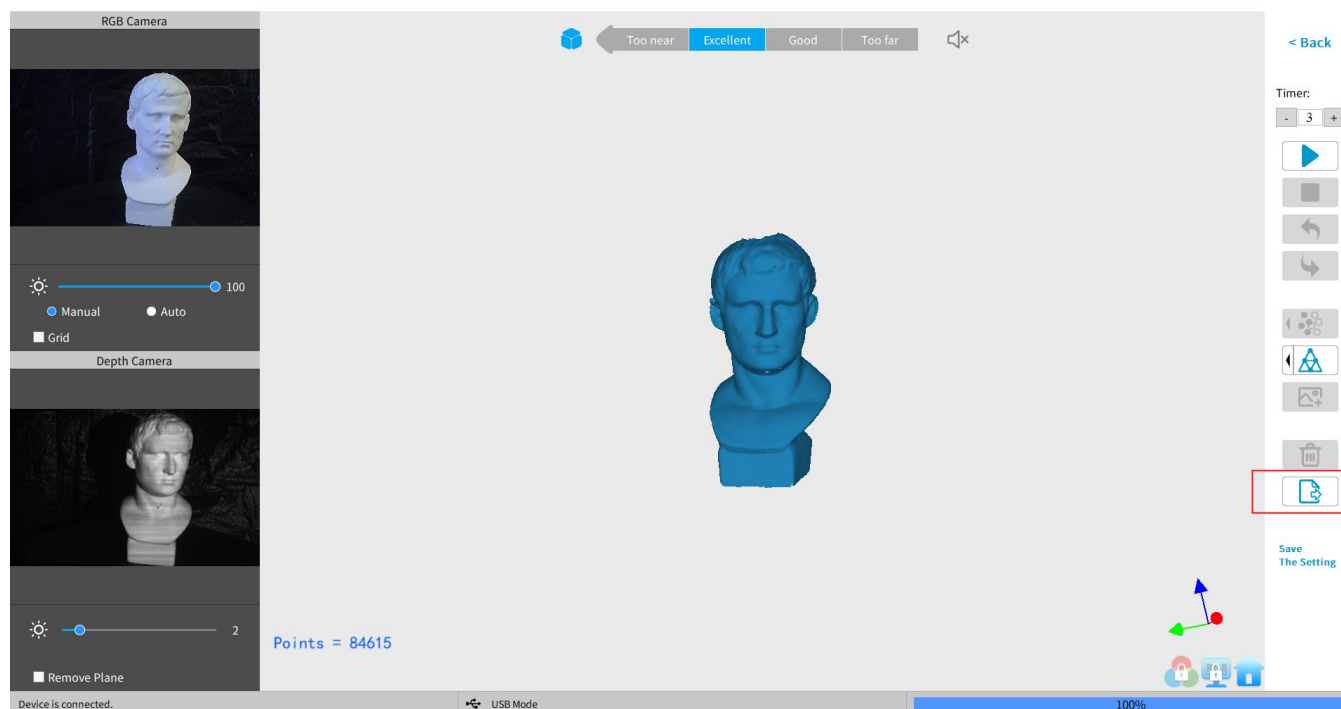 RGB Camera
Too near
Excellent
Good
Too far
< Back
Timer:
- 3 +
100
Manual
Auto
Grid
Depth Camera
2
Remove Plane
Points = 84615
Save
The Setting
RGB
Device is connected.
USB Mode
100%